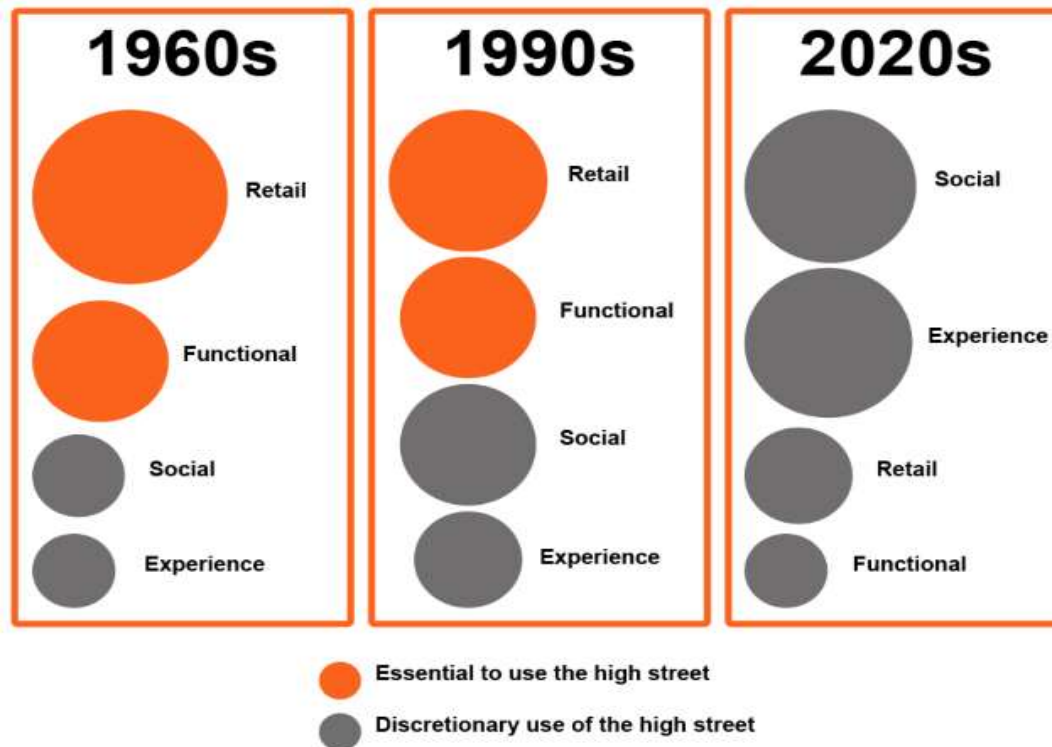 1960s
Retail
Functional
Social
Experience
1990s
Retail
Functional
Social
Experience
2020s
Social
Experience
Retail
Functional
Essential to use the high street
Discretionary use of the high street